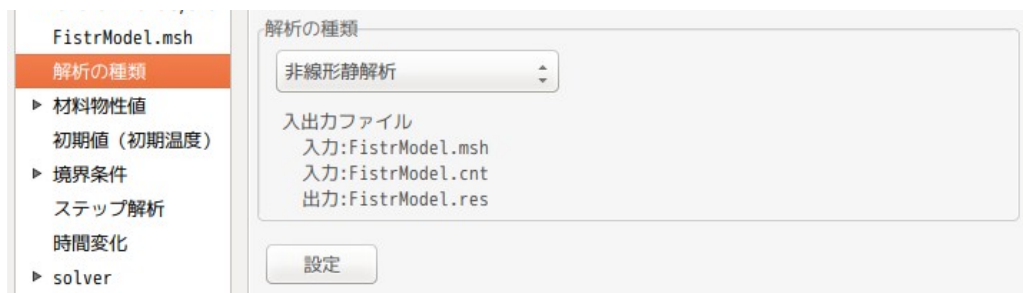 FistrModel.msh
解析の種類
▶ 材料物性値
初期値（初期温度）
▶ 境界条件
ステップ解析
時間変化
▶ solver
解析の種類
非線形静解析
入出力ファイル
入力:FistrModel.msh
入力:FistrModel.cnt
出力:FistrModel.res
設定